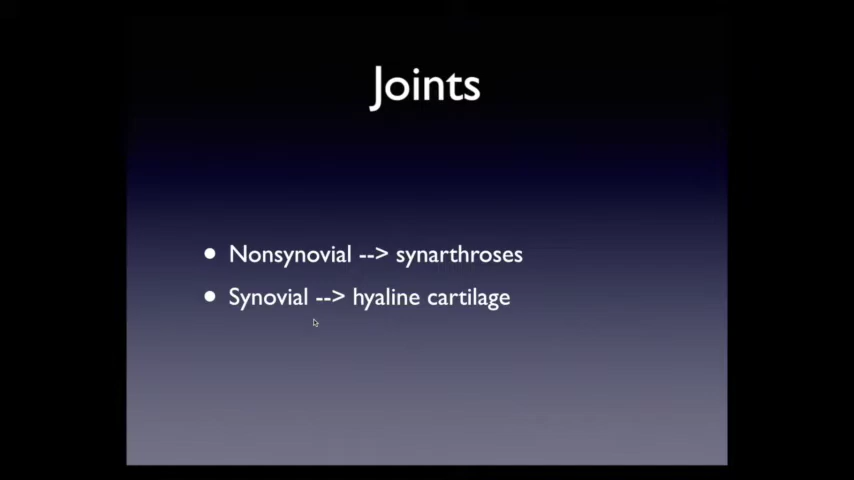 Joints
• Nonsynovial --> synarthroses
• Synovial --> hyaline cartilage